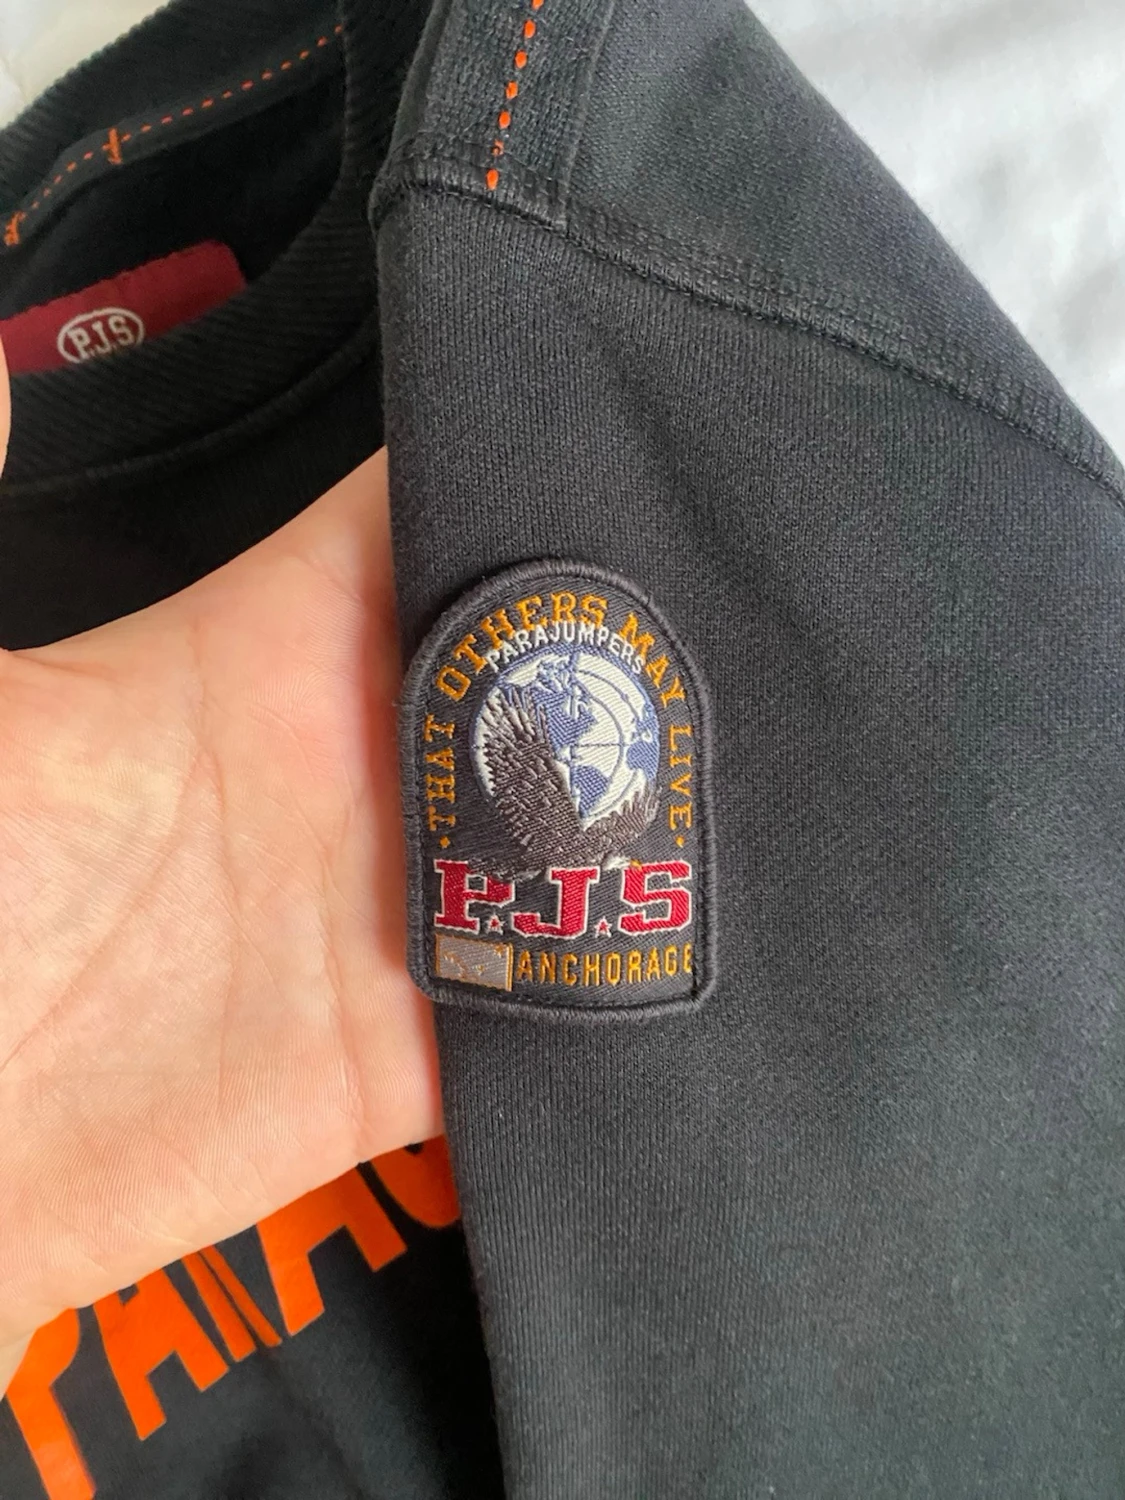 P.J.S
THAT OTHERS MAY LIVE
PARAJUMPERS
P.J.S
ANCHORAGE